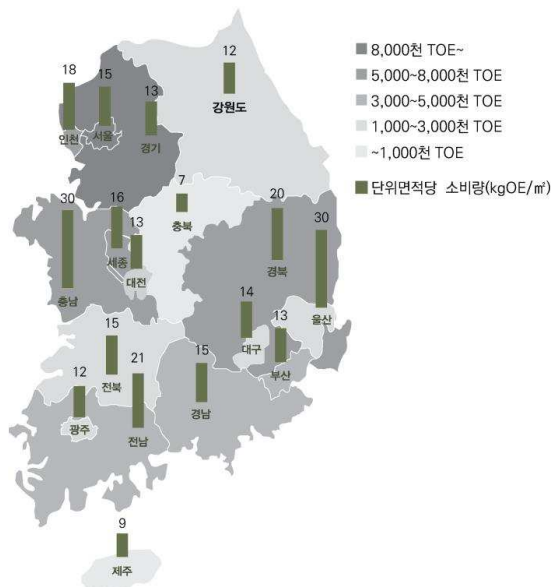 8,000천 TOE~
5,000~8,000천 TOE
3,000~5,000천 TOE
1,000~3,000천 TOE
~1,000천 TOE
단위면적당 소비량(kgOE/㎡)
12
강원도
18
인천
15
서울
13
경기
7
충북
30
충남
16
세종
13
대전
20
경북
30
울산
14
대구
13
부산
15
전북
12
광주
21
전남
15
경남
9
제주